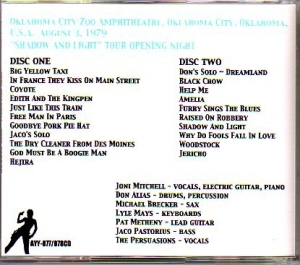 Oklahoma City Zoo Amphitheatre, Oklahoma City, Oklahoma,
U.S.A. August 3, 1979
"Shadow and Light" Tour Opening Night
Disc One
Big Yellow Taxi
In France They Kiss On Main Street
Coyote
Edith And The Kingpen
Just Like This Train
Free Man In Paris
Goodbye Pork Pie Hat
Jaco's Solo
The Dry Cleaner From Des Moines
God Must Be A Boogie Man
Hejira
Disc Two
Don's Solo ~ Dreamland
Black Crow
Help Me
Amelia
Furry Sings The Blues
Raised On Robbery
Shadow And Light
Why Do Fools Fall In Love
Woodstock
Jericho
Joni Mitchell - vocals, electric guitar, piano
Don Alias - drums, percussion
Michael Brecker - sax
Lyle Mays - keyboards
Pat Metheny - lead guitar
Jaco Pastorius - bass
The Persuasions - vocals
AYY-077/078CD